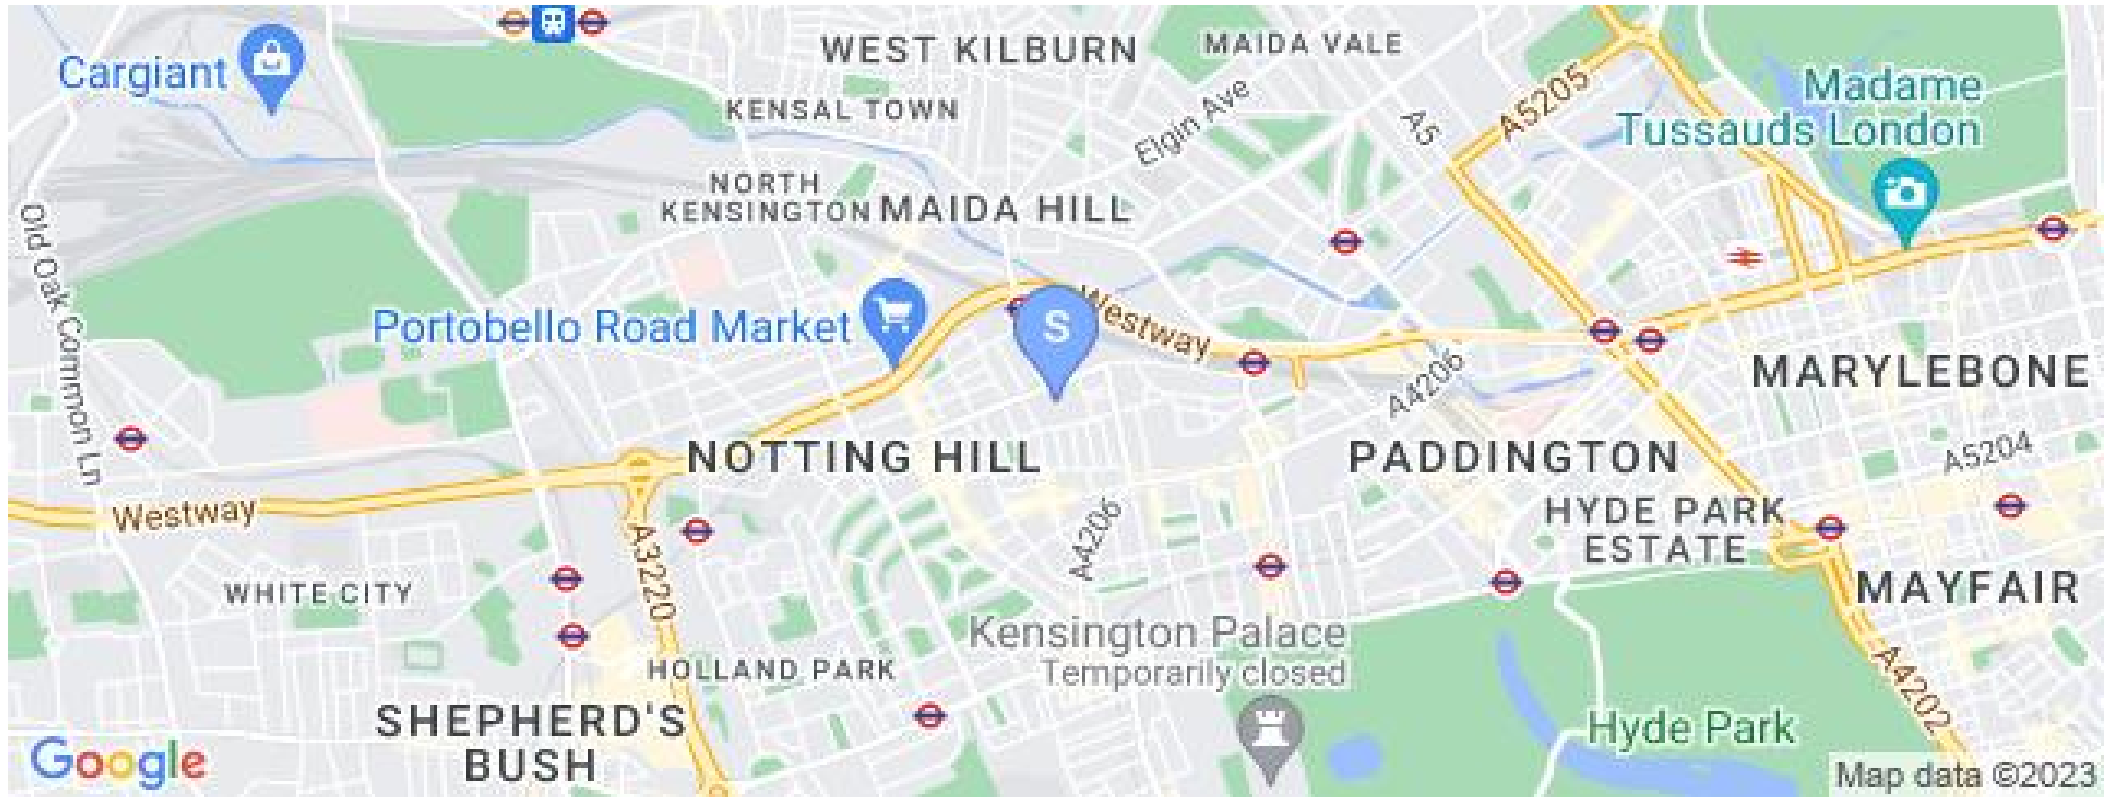 WEST KILBURN
MAIDA VALE
Cargiant
A5205
Madame
Tussauds London
KENSAL TOWN
Elgin Ave
A5
NORTH
KENSINGTON
MAIDA HILL
Old Oak Common Ln
Portobello Road Market
S
Westway
A4206
MARYLEBONE
NOTTING HILL
PADDINGTON
A5204
Westway
A4206
HYDE PARK
ESTATE
A3220
WHITE CITY
MAYFAIR
Kensington Palace
Temporarily closed
HOLLAND PARK
A4202
SHEPHERD'S
BUSH
Hyde Park
Google
Map data ©2023